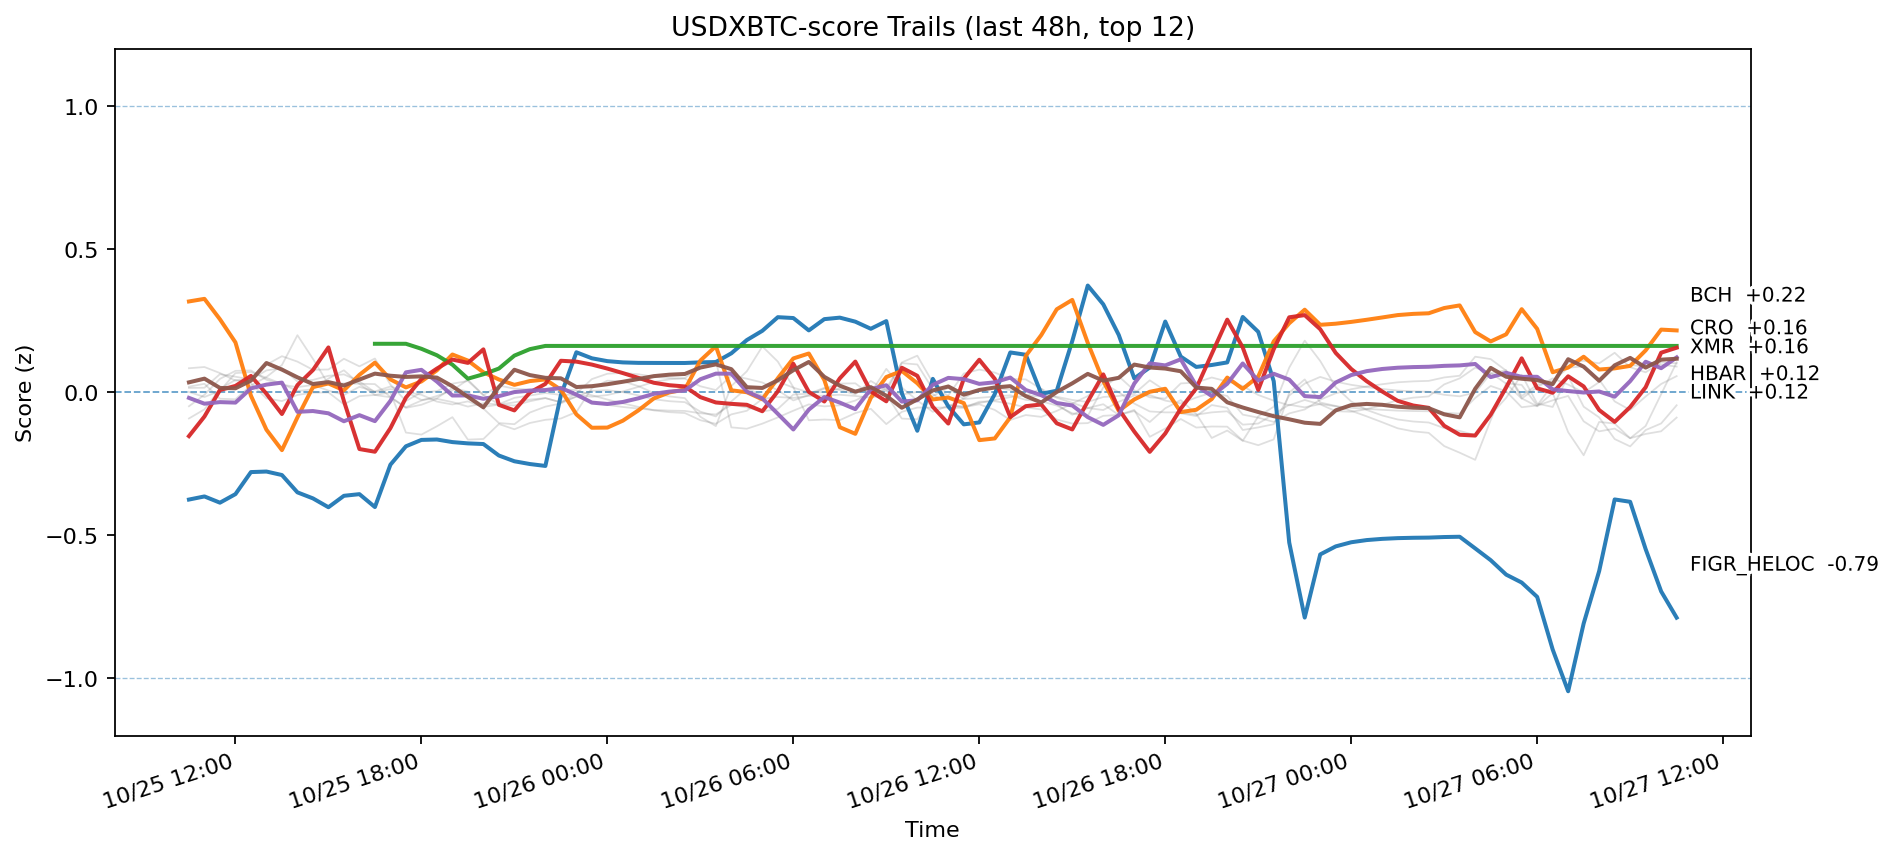 USDXBTC-score Trails (last 48h, top 12)
Score (z)
1.0
0.5
0.0
−0.5
−1.0
BCH +0.22
CRO +0.16
XMR +0.16
HBAR +0.12
LINK +0.12
FIGR_HELOC -0.79
10/25 12:00
10/25 18:00
10/26 00:00
10/26 06:00
10/26 12:00
10/26 18:00
10/27 00:00
10/27 06:00
10/27 12:00
Time